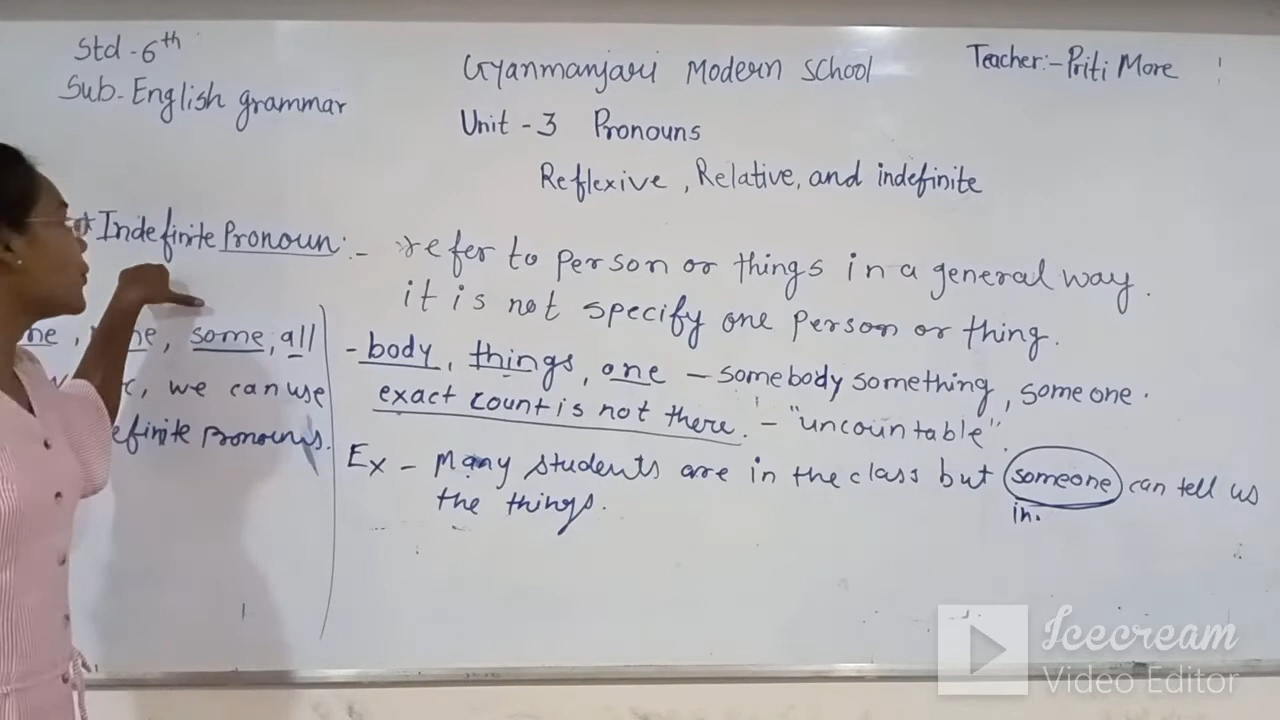 Std - 6th
Sub- English grammar
Gyanmanjari Modern School
Teacher:- Priti More
Unit - 3 Pronouns
Reflexive, Relative, and indefinite
* Indefinite Pronoun:- refer to person or things in a general way.
it is not specify one person or thing.
some, all
we can use
pronouns.
- body, things, one - somebody something, someone.
exact count is not there. - "uncountable"
Ex - Many students are in the class but someone can tell us
in.
the things.
Icecream
Video Editor